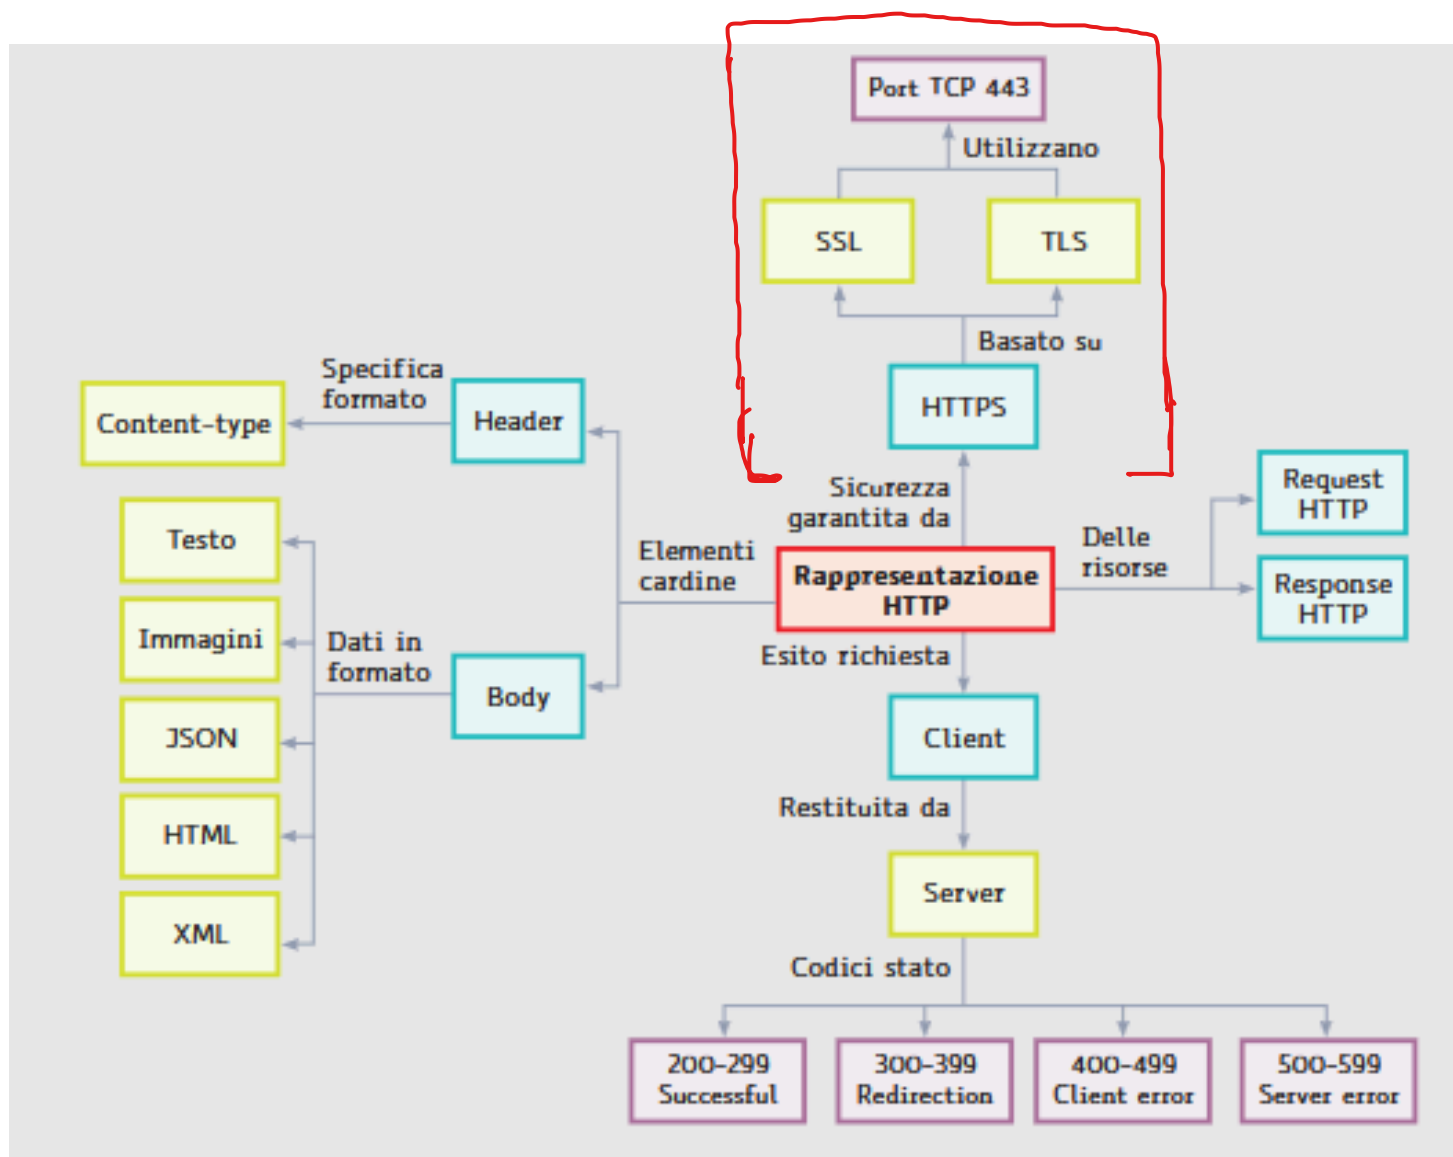 Port TCP 443
Utilizzano
SSL
TLS
Basato su
HTTPS
Sicurezza
garantita da
Specifica
formato
Content-type
Header
Testo
Immagini
JSON
HTML
XML
Dati in
formato
Body
Elementi
cardine
Rappresentazione
HTTP
Delle
risorse
Request
HTTP
Response
HTTP
Esito richiesta
Client
Restituita da
Server
Codici stato
200-299
Successful
300-399
Redirection
400-499
Client error
500-599
Server error